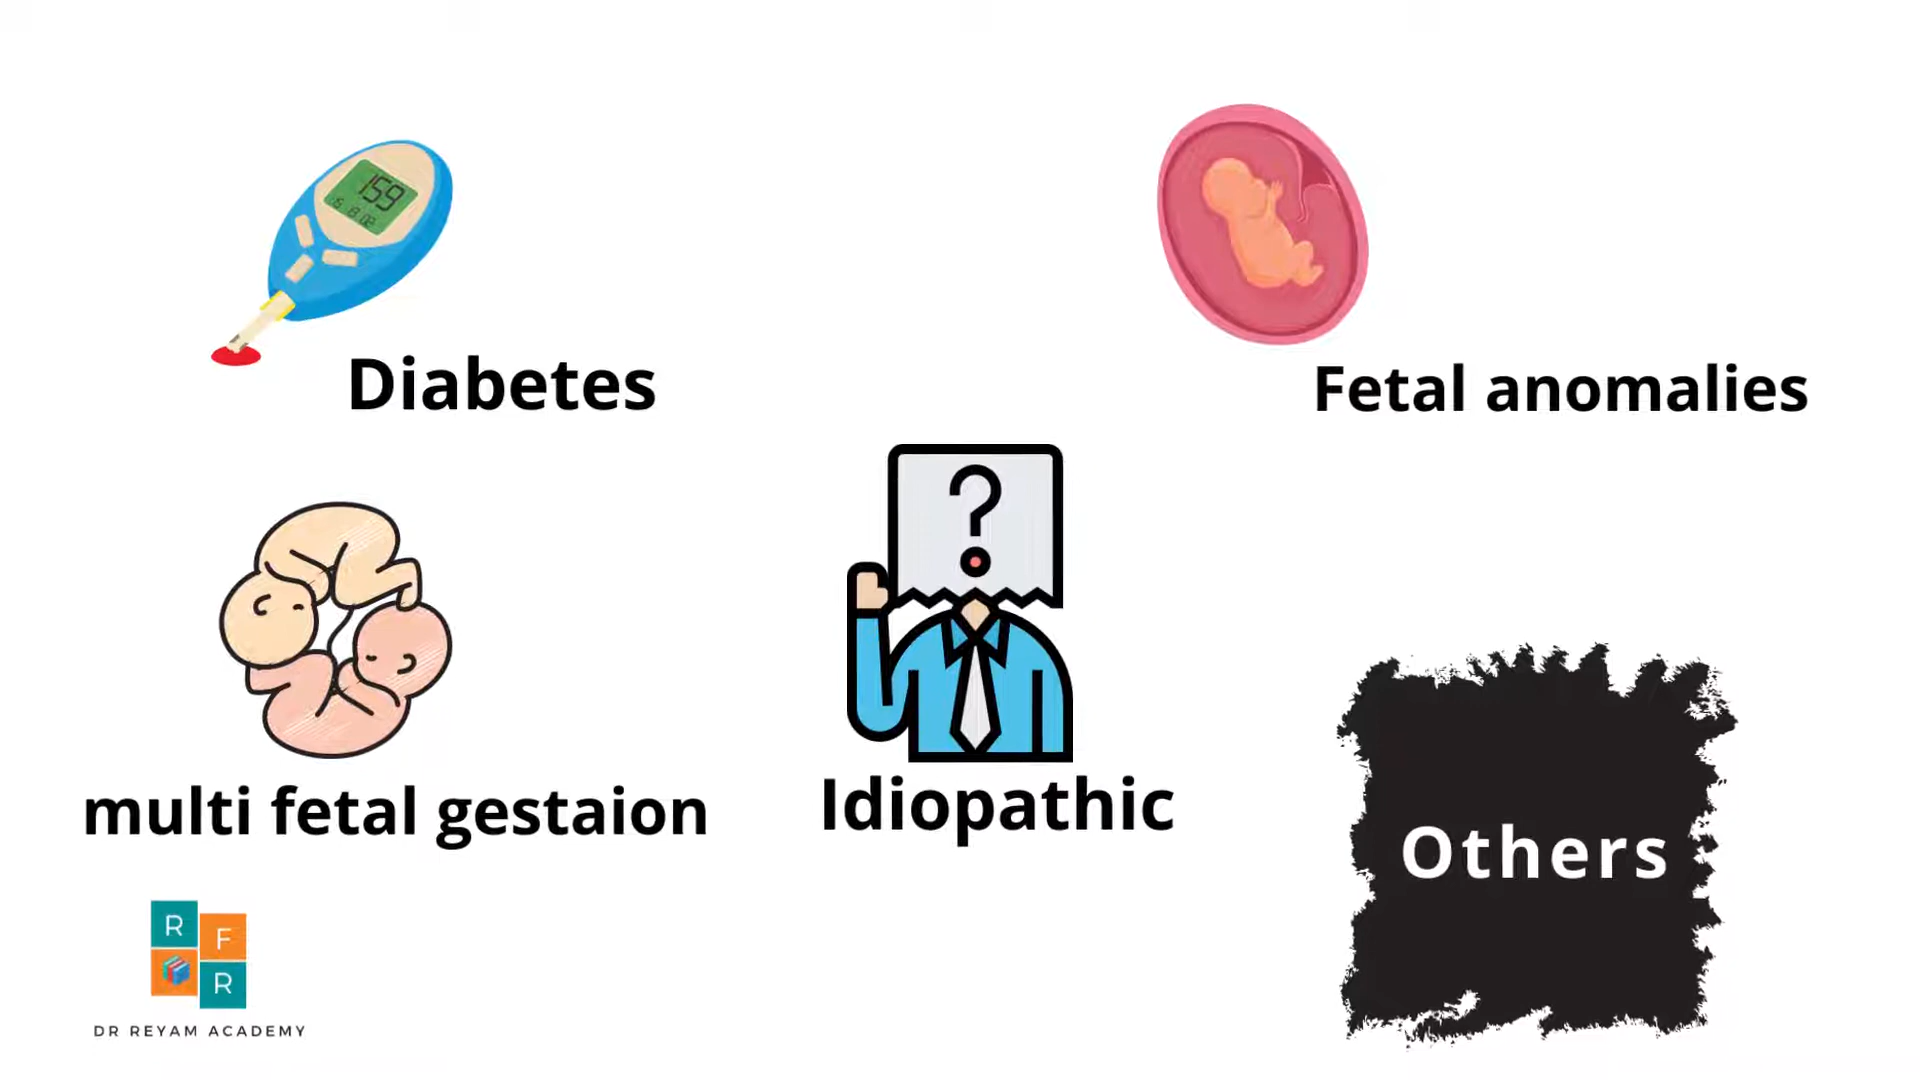 159
Diabetes
Fetal anomalies
?
multi fetal gestaion
Idiopathic
Others
R
F
R
DR REYAM ACADEMY